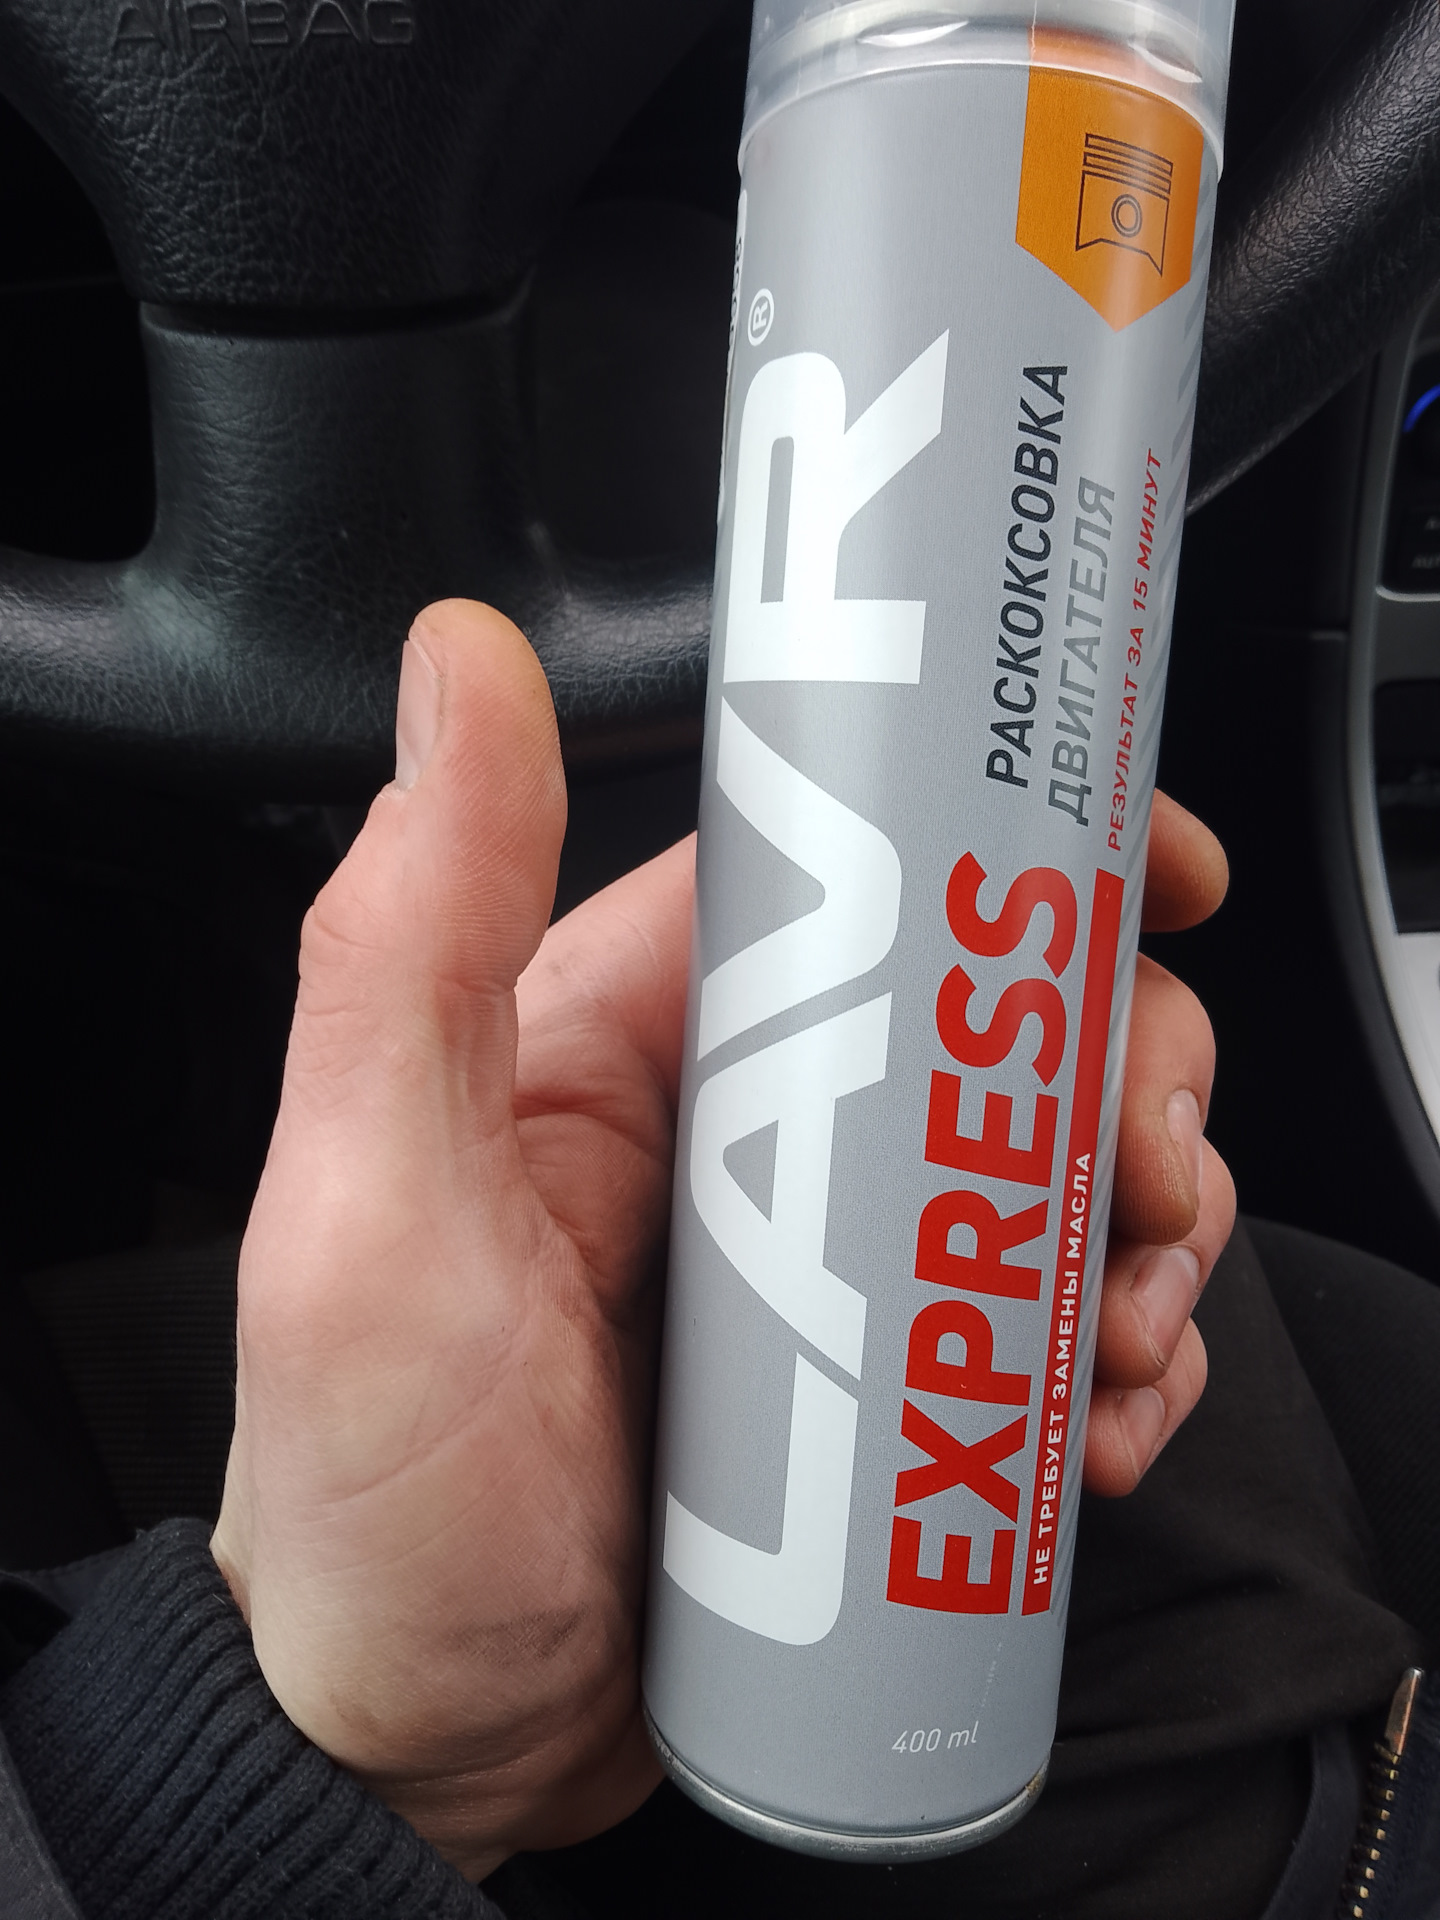 AIRBAG
LAVR®
EXPRESS
РАСКОКСОВКА
ДВИГАТЕЛЯ
РЕЗУЛЬТАТ ЗА 15 МИНУТ
НЕ ТРЕБУЕТ ЗАМЕНЫ МАСЛА
400 ml